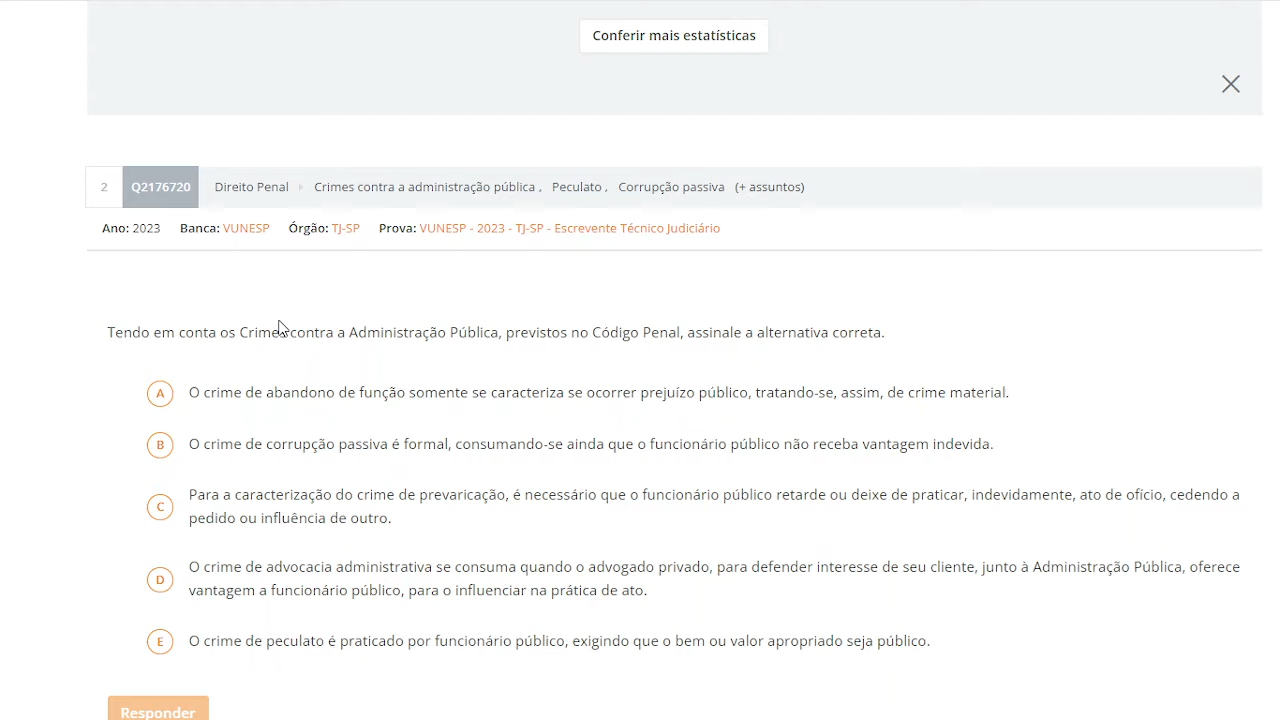 Conferir mais estatísticas
2 Q2176720 Direito Penal Crimes contra a administração pública , Peculato , Corrupção passiva (+ assuntos)
Ano: 2023 Banca: VUNESP Órgão: TJ-SP Prova: VUNESP - 2023 - TJ-SP - Escrevente Técnico Judiciário
Tendo em conta os Crimes contra a Administração Pública, previstos no Código Penal, assinale a alternativa correta.
A O crime de abandono de função somente se caracteriza se ocorrer prejuízo público, tratando-se, assim, de crime material.
B O crime de corrupção passiva é formal, consumando-se ainda que o funcionário público não receba vantagem indevida.
C Para a caracterização do crime de prevaricação, é necessário que o funcionário público retarde ou deixe de praticar, indevidamente, ato de ofício, cedendo a
pedido ou influência de outro.
D O crime de advocacia administrativa se consuma quando o advogado privado, para defender interesse de seu cliente, junto à Administração Pública, oferece
vantagem a funcionário público, para o influenciar na prática de ato.
E O crime de peculato é praticado por funcionário público, exigindo que o bem ou valor apropriado seja público.
Responder